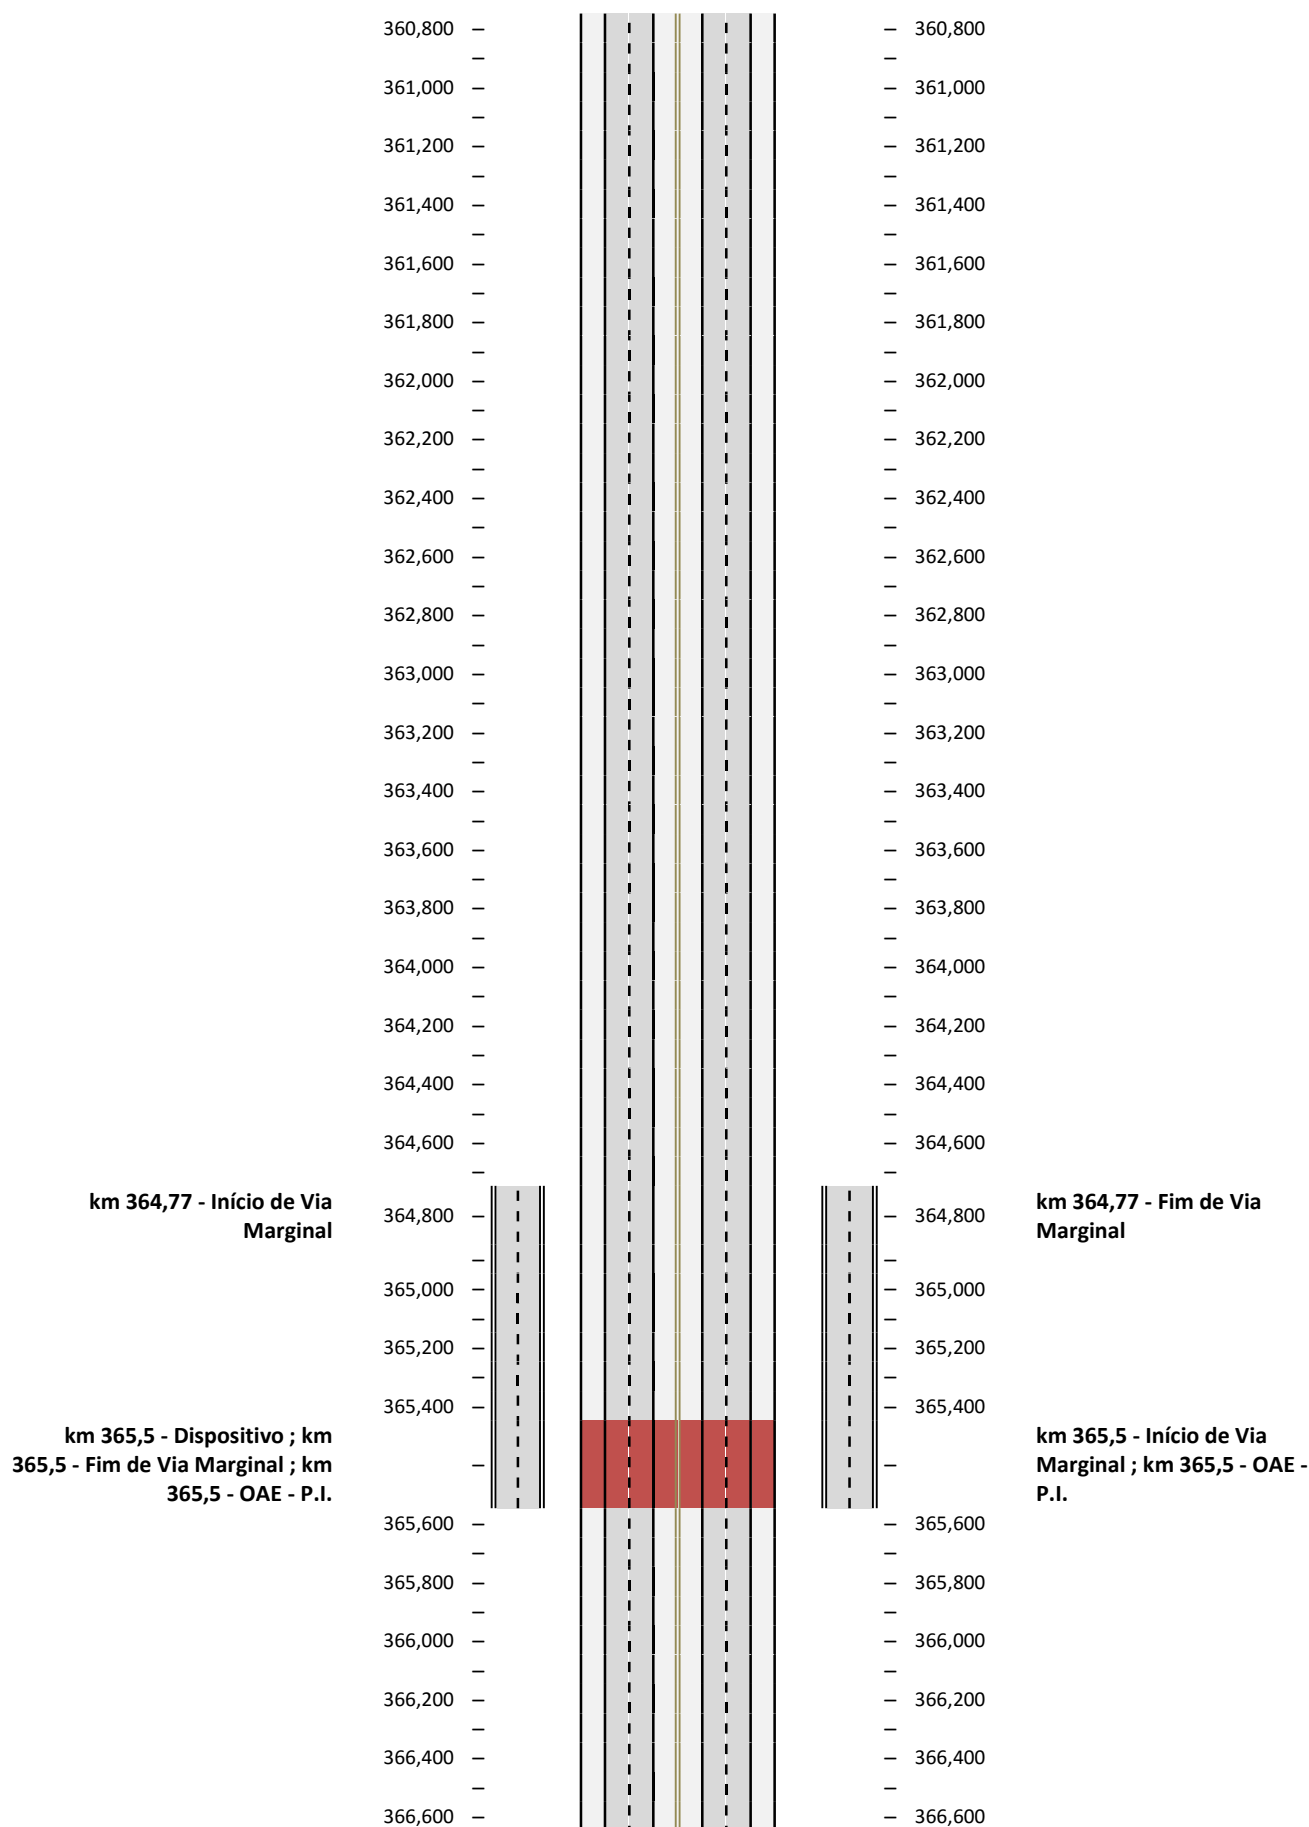 360,800 – – 360,800
– –
361,000 – – 361,000
– –
361,200 – – 361,200
– –
361,400 – – 361,400
– –
361,600 – – 361,600
– –
361,800 – – 361,800
– –
362,000 – – 362,000
– –
362,200 – – 362,200
– –
362,400 – – 362,400
– –
362,600 – – 362,600
– –
362,800 – – 362,800
– –
363,000 – – 363,000
– –
363,200 – – 363,200
– –
363,400 – – 363,400
– –
363,600 – – 363,600
– –
363,800 – – 363,800
– –
364,000 – – 364,000
– –
364,200 – – 364,200
– –
364,400 – – 364,400
– –
364,600 – – 364,600
– –
km 364,77 - Início de Via
Marginal
364,800 – – 364,800
km 364,77 - Fim de Via
Marginal
– –
365,000 – – 365,000
– –
365,200 – – 365,200
– –
365,400 – – 365,400
km 365,5 - Dispositivo ; km
365,5 - Fim de Via Marginal ; km
365,5 - OAE - P.I.
– –
km 365,5 - Início de Via
Marginal ; km 365,5 - OAE -
P.I.
365,600 – – 365,600
– –
365,800 – – 365,800
– –
366,000 – – 366,000
– –
366,200 – – 366,200
– –
366,400 – – 366,400
– –
366,600 – – 366,600